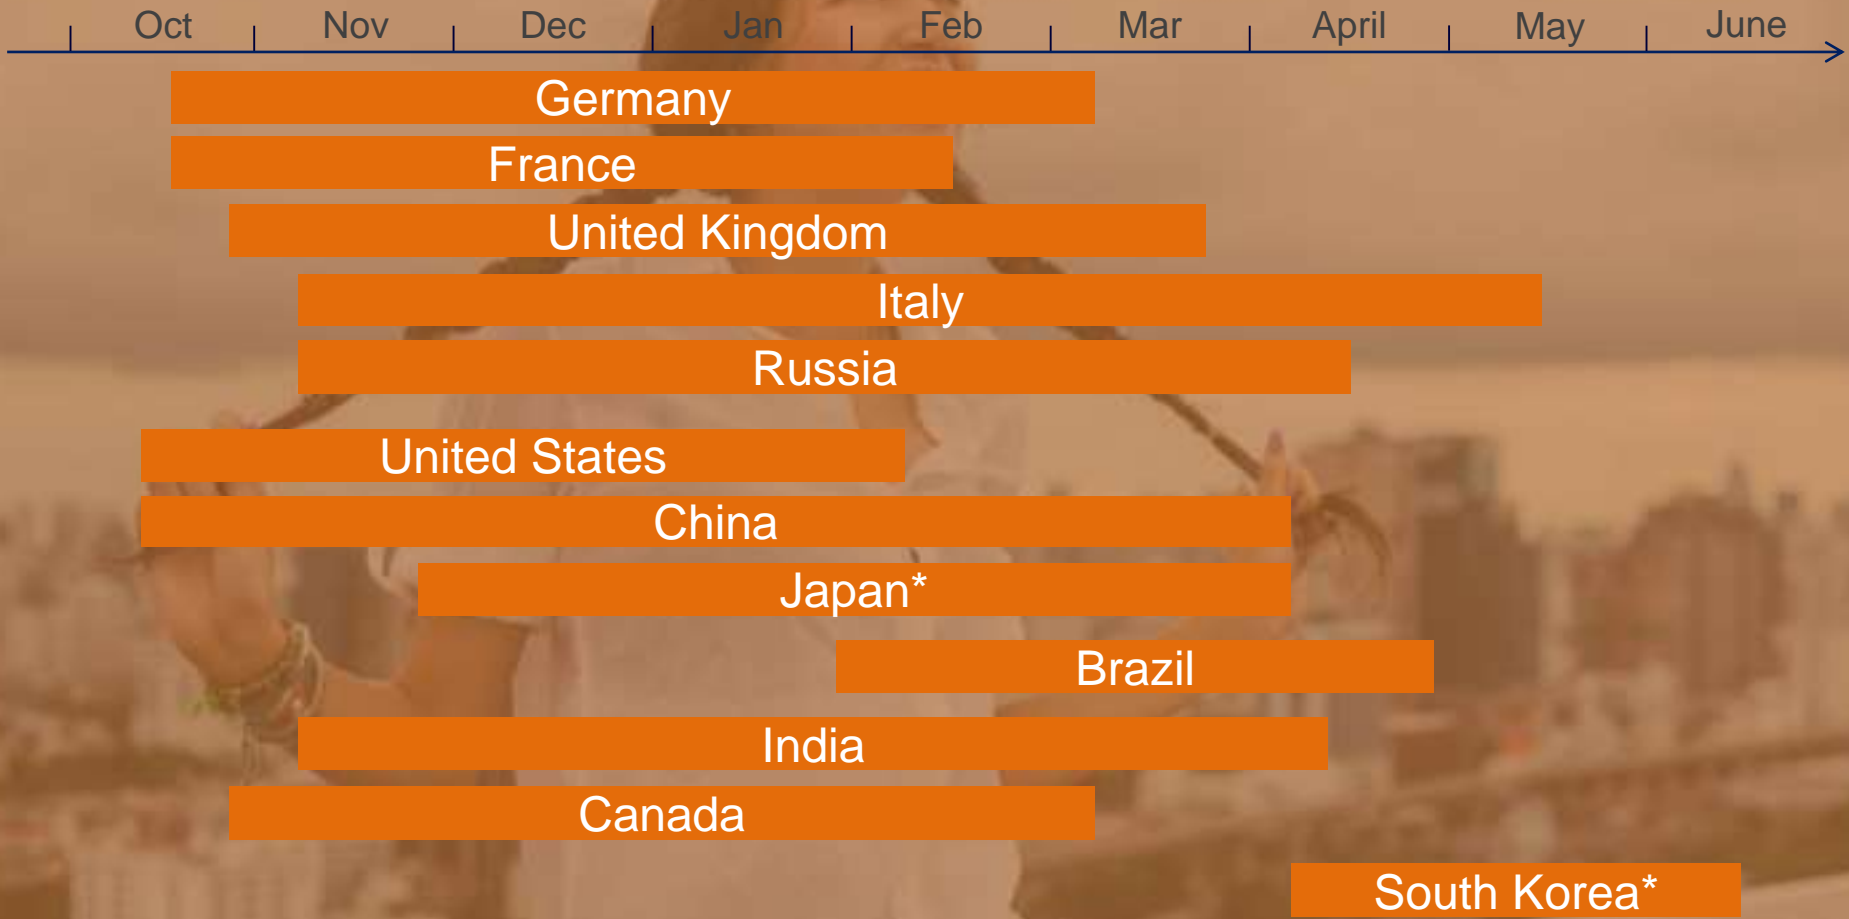 Oct Nov Dec Jan Feb Mar April May June
Germany
France
United Kingdom
Italy
Russia
United States
China
Japan*
Brazil
India
Canada
South Korea*